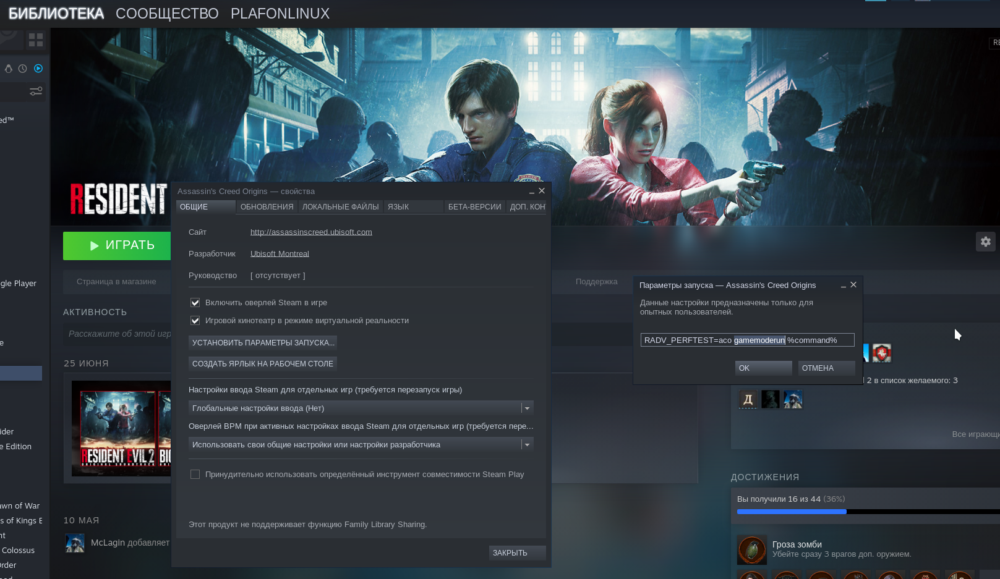 БИБЛИОТЕКА СООБЩЕСТВО PLAFONLINUX
RE
ed™
RESIDENT
ИГРАТЬ
Страница в магазине
Поддержка
АКТИВНОСТЬ
Расскажите об этой игр
25 ИЮНЯ
RESIDENT EVIL 2
ORIGINAL SOUNDTRACK
10 МАЯ
McLagin добавляет
gle Player
e
ider
e Edition
awn of War
s of Kings E
nt
Colossus
Order
Assassin's Creed Origins — свойства
ОБЩИЕ ОБНОВЛЕНИЯ ЛОКАЛЬНЫЕ ФАЙЛЫ ЯЗЫК БЕТА-ВЕРСИИ ДОП. КОН
Сайт http://assassinscreed.ubisoft.com
Разработчик Ubisoft Montreal
Руководство [ отсутствует ]
Включить оверлей Steam в игре
Игровой кинотеатр в режиме виртуальной реальности
УСТАНОВИТЬ ПАРАМЕТРЫ ЗАПУСКА...
СОЗДАТЬ ЯРЛЫК НА РАБОЧЕМ СТОЛЕ
Настройки ввода Steam для отдельных игр (требуется перезапуск игры)
Глобальные настройки ввода (Нет)
Оверлей BPM при активных настройках ввода Steam для отдельных игр (требуется пере...
Использовать свои общие настройки или настройки разработчика
Принудительно использовать определённый инструмент совместимости Steam Play
Этот продукт не поддерживает функцию Family Library Sharing.
ЗАКРЫТЬ
Параметры запуска — Assassin's Creed Origins
Данные настройки предназначены только для
опытных пользователей.
RADV_PERFTEST=aco gamemoderun %command%
OK ОТМЕНА
2 в список желаемого: 3
Д
Все играющи
ДОСТИЖЕНИЯ
Вы получили 16 из 44 (36%)
Гроза зомби
Убейте сразу 3 врагов доп. оружием.